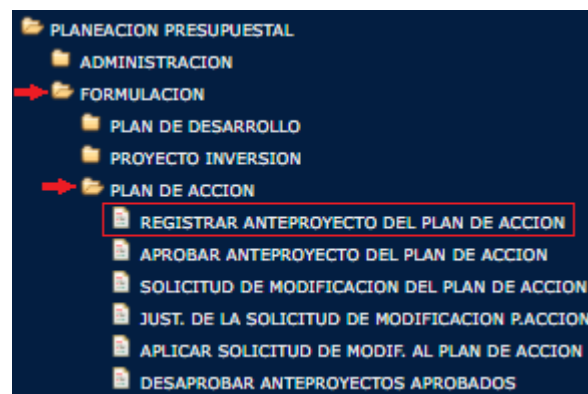 PLANEACION PRESUPUESTAL
ADMINISTRACION
FORMULACION
PLAN DE DESARROLLO
PROYECTO INVERSION
PLAN DE ACCION
REGISTRAR ANTEPROYECTO DEL PLAN DE ACCION
APROBAR ANTEPROYECTO DEL PLAN DE ACCION
SOLICITUD DE MODIFICACION DEL PLAN DE ACCION
JUST. DE LA SOLICITUD DE MODIFICACION P.ACCION
APLICAR SOLICITUD DE MODIF. AL PLAN DE ACCION
DESAPROBAR ANTEPROYECTOS APROBADOS